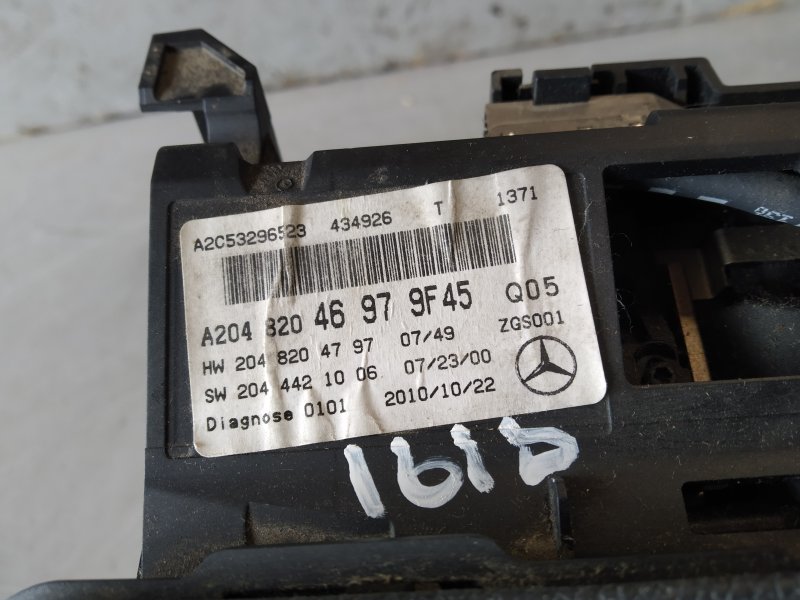 A2C53296523 434926 T 1371
A204 820 46 97 9F45 Q05
HW 204 820 47 97 07/49 ZGS001
SW 204 442 10 06 07/23/00
Diagnose 0101 2010/10/22